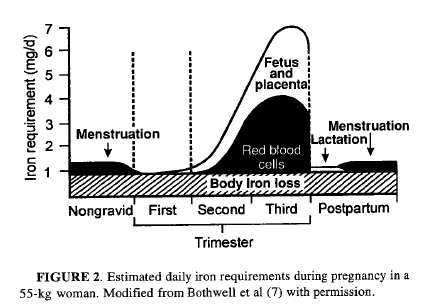 Iron requirement (mg/d)
7
6
5
4
3
2
1
Menstruation
Fetus
and
placenta
Red blood
cells
Menstruation
Lactation
Body iron loss
Nongravid
First
Second
Third
Postpartum
Trimester
FIGURE 2. Estimated daily iron requirements during pregnancy in a
55-kg woman. Modified from Bothwell et al (7) with permission.